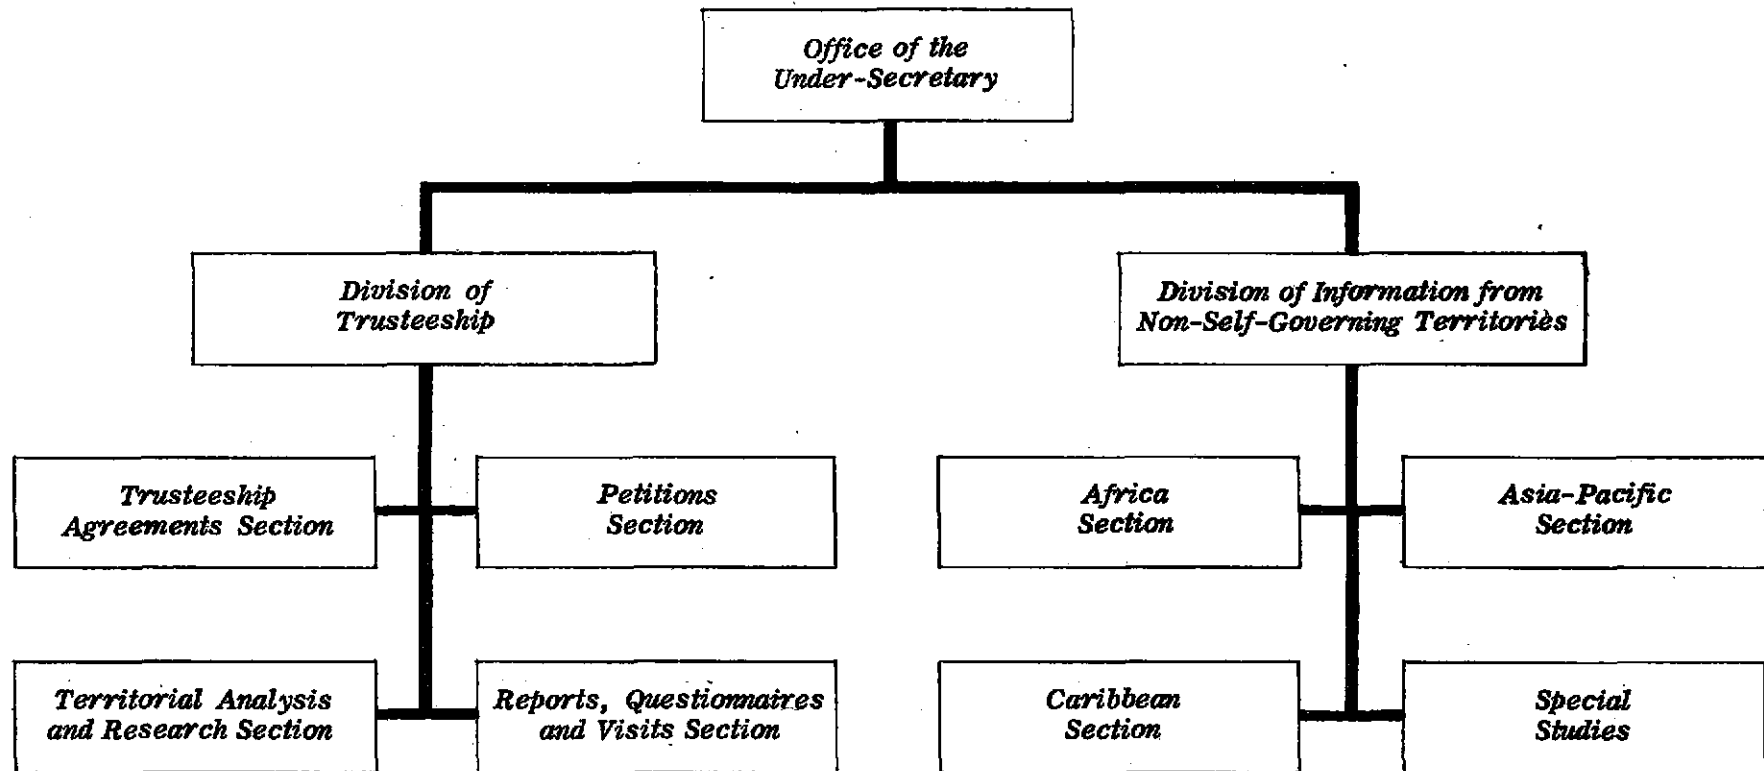 Office of the
Under-Secretary
Division of
Trusteeship
Division of Information from
Non-Self-Governing Territories
Trusteeship
Agreements Section
Petitions
Section
Africa
Section
Asia-Pacific
Section
Territorial Analysis
and Research Section
Reports, Questionnaires
and Visits Section
Caribbean
Section
Special
Studies